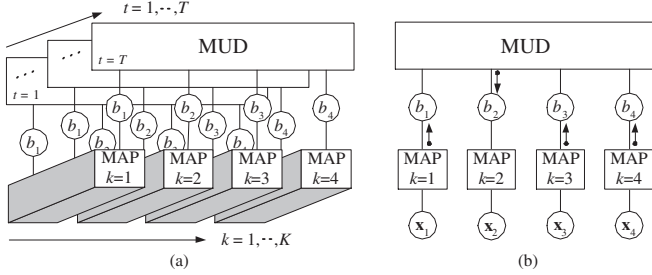 t = 1, ··, T
MUD
t = T
t = 1
b1 b2 b3 b4
b1 b2 b3 b4
b1 b2 b2
MAP k=1
MAP k=2
MAP k=3
MAP k=4
k = 1, ··, K
(a)
MUD
b1 b2 b3 b4
MAP k=1
MAP k=2
MAP k=3
MAP k=4
x1 x2 x3 x4
(b)